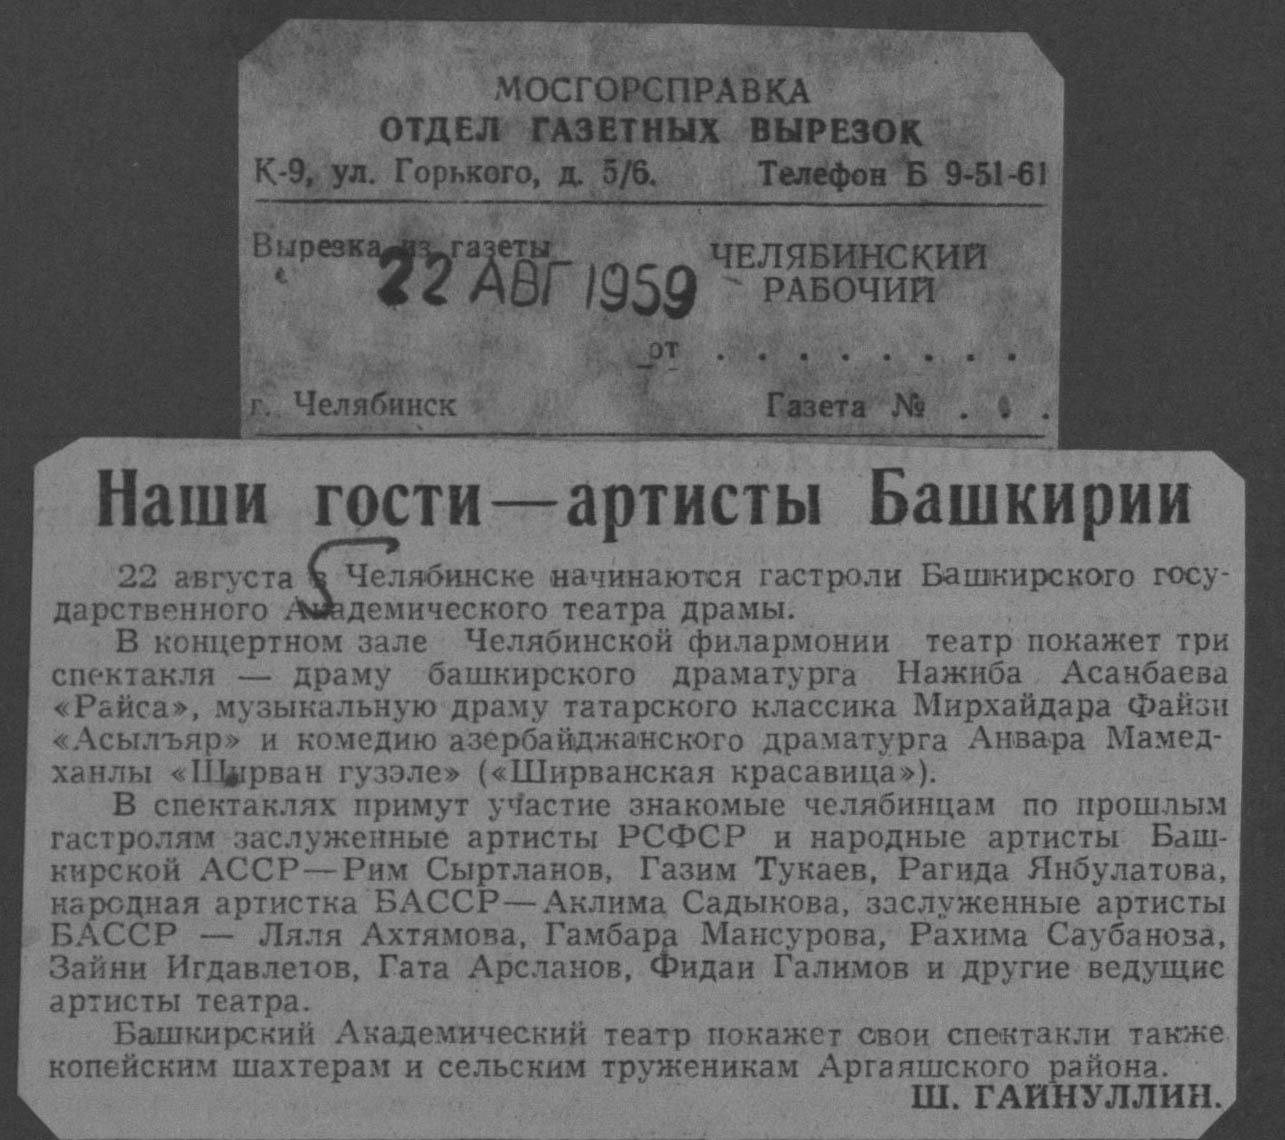 МОСГОРСПРАВКА
ОТДЕЛ ГАЗЕТНЫХ ВЫРЕЗОК
К-9, ул. Горького, д. 5/6. Телефон Б 9-51-61
Вырезка из газеты
22 АВГ 1959
ЧЕЛЯБИНСКИЙ
РАБОЧИЙ
от . . . . . . . .
г. Челябинск Газета № . . .
Наши гости — артисты Башкирии
22 августа в Челябинске начинаются гастроли Башкирского госу-
дарственного Академического театра драмы.
В концертном зале Челябинской филармонии театр покажет три
спектакля — драму башкирского драматурга Нажиба Асанбаева
«Райса», музыкальную драму татарского классика Мирхайдара Файзи
«Асылъяр» и комедию азербайджанского драматурга Анвара Мамед-
ханлы «Ширван гузэле» («Ширванская красавица»).
В спектаклях примут участие знакомые челябинцам по прошлым
гастролям заслуженные артисты РСФСР и народные артисты Баш-
кирской АССР—Рим Сыртланов, Газим Тукаев, Рагида Янбулатова,
народная артистка БАССР—Аклима Садыкова, заслуженные артисты
БАССР — Ляля Ахтямова, Гамбара Мансурова, Рахима Саубанова,
Зайни Игдавлетов, Гата Арсланов, Фидаи Галимов и другие ведущие
артисты театра.
Башкирский Академический театр покажет свои спектакли также
копейским шахтерам и сельским труженикам Аргаяшского района.
Ш. ГАЙНУЛЛИН.